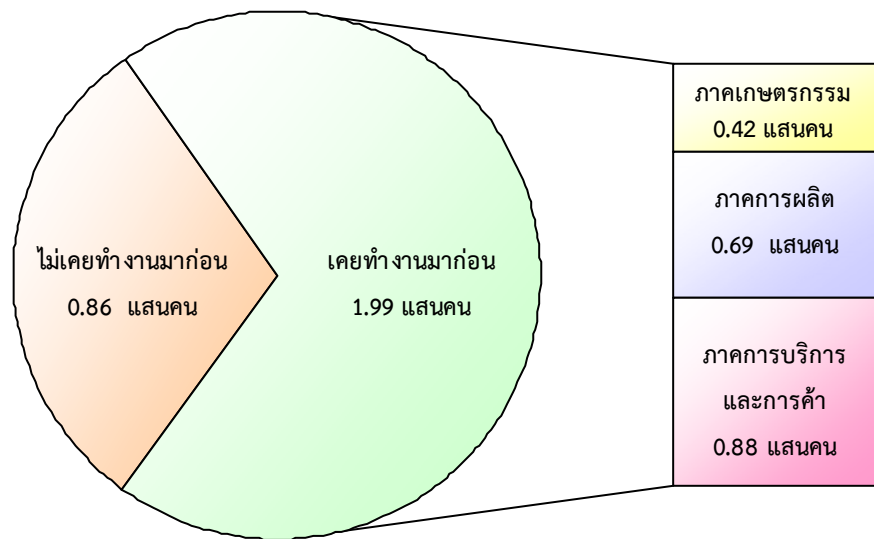 ไม่เคยทำงานมาก่อน
0.86 แสนคน
เคยทำงานมาก่อน
1.99 แสนคน
ภาคเกษตรกรรม
0.42 แสนคน
ภาคการผลิต
0.69 แสนคน
ภาคการบริการ
และการค้า
0.88 แสนคน